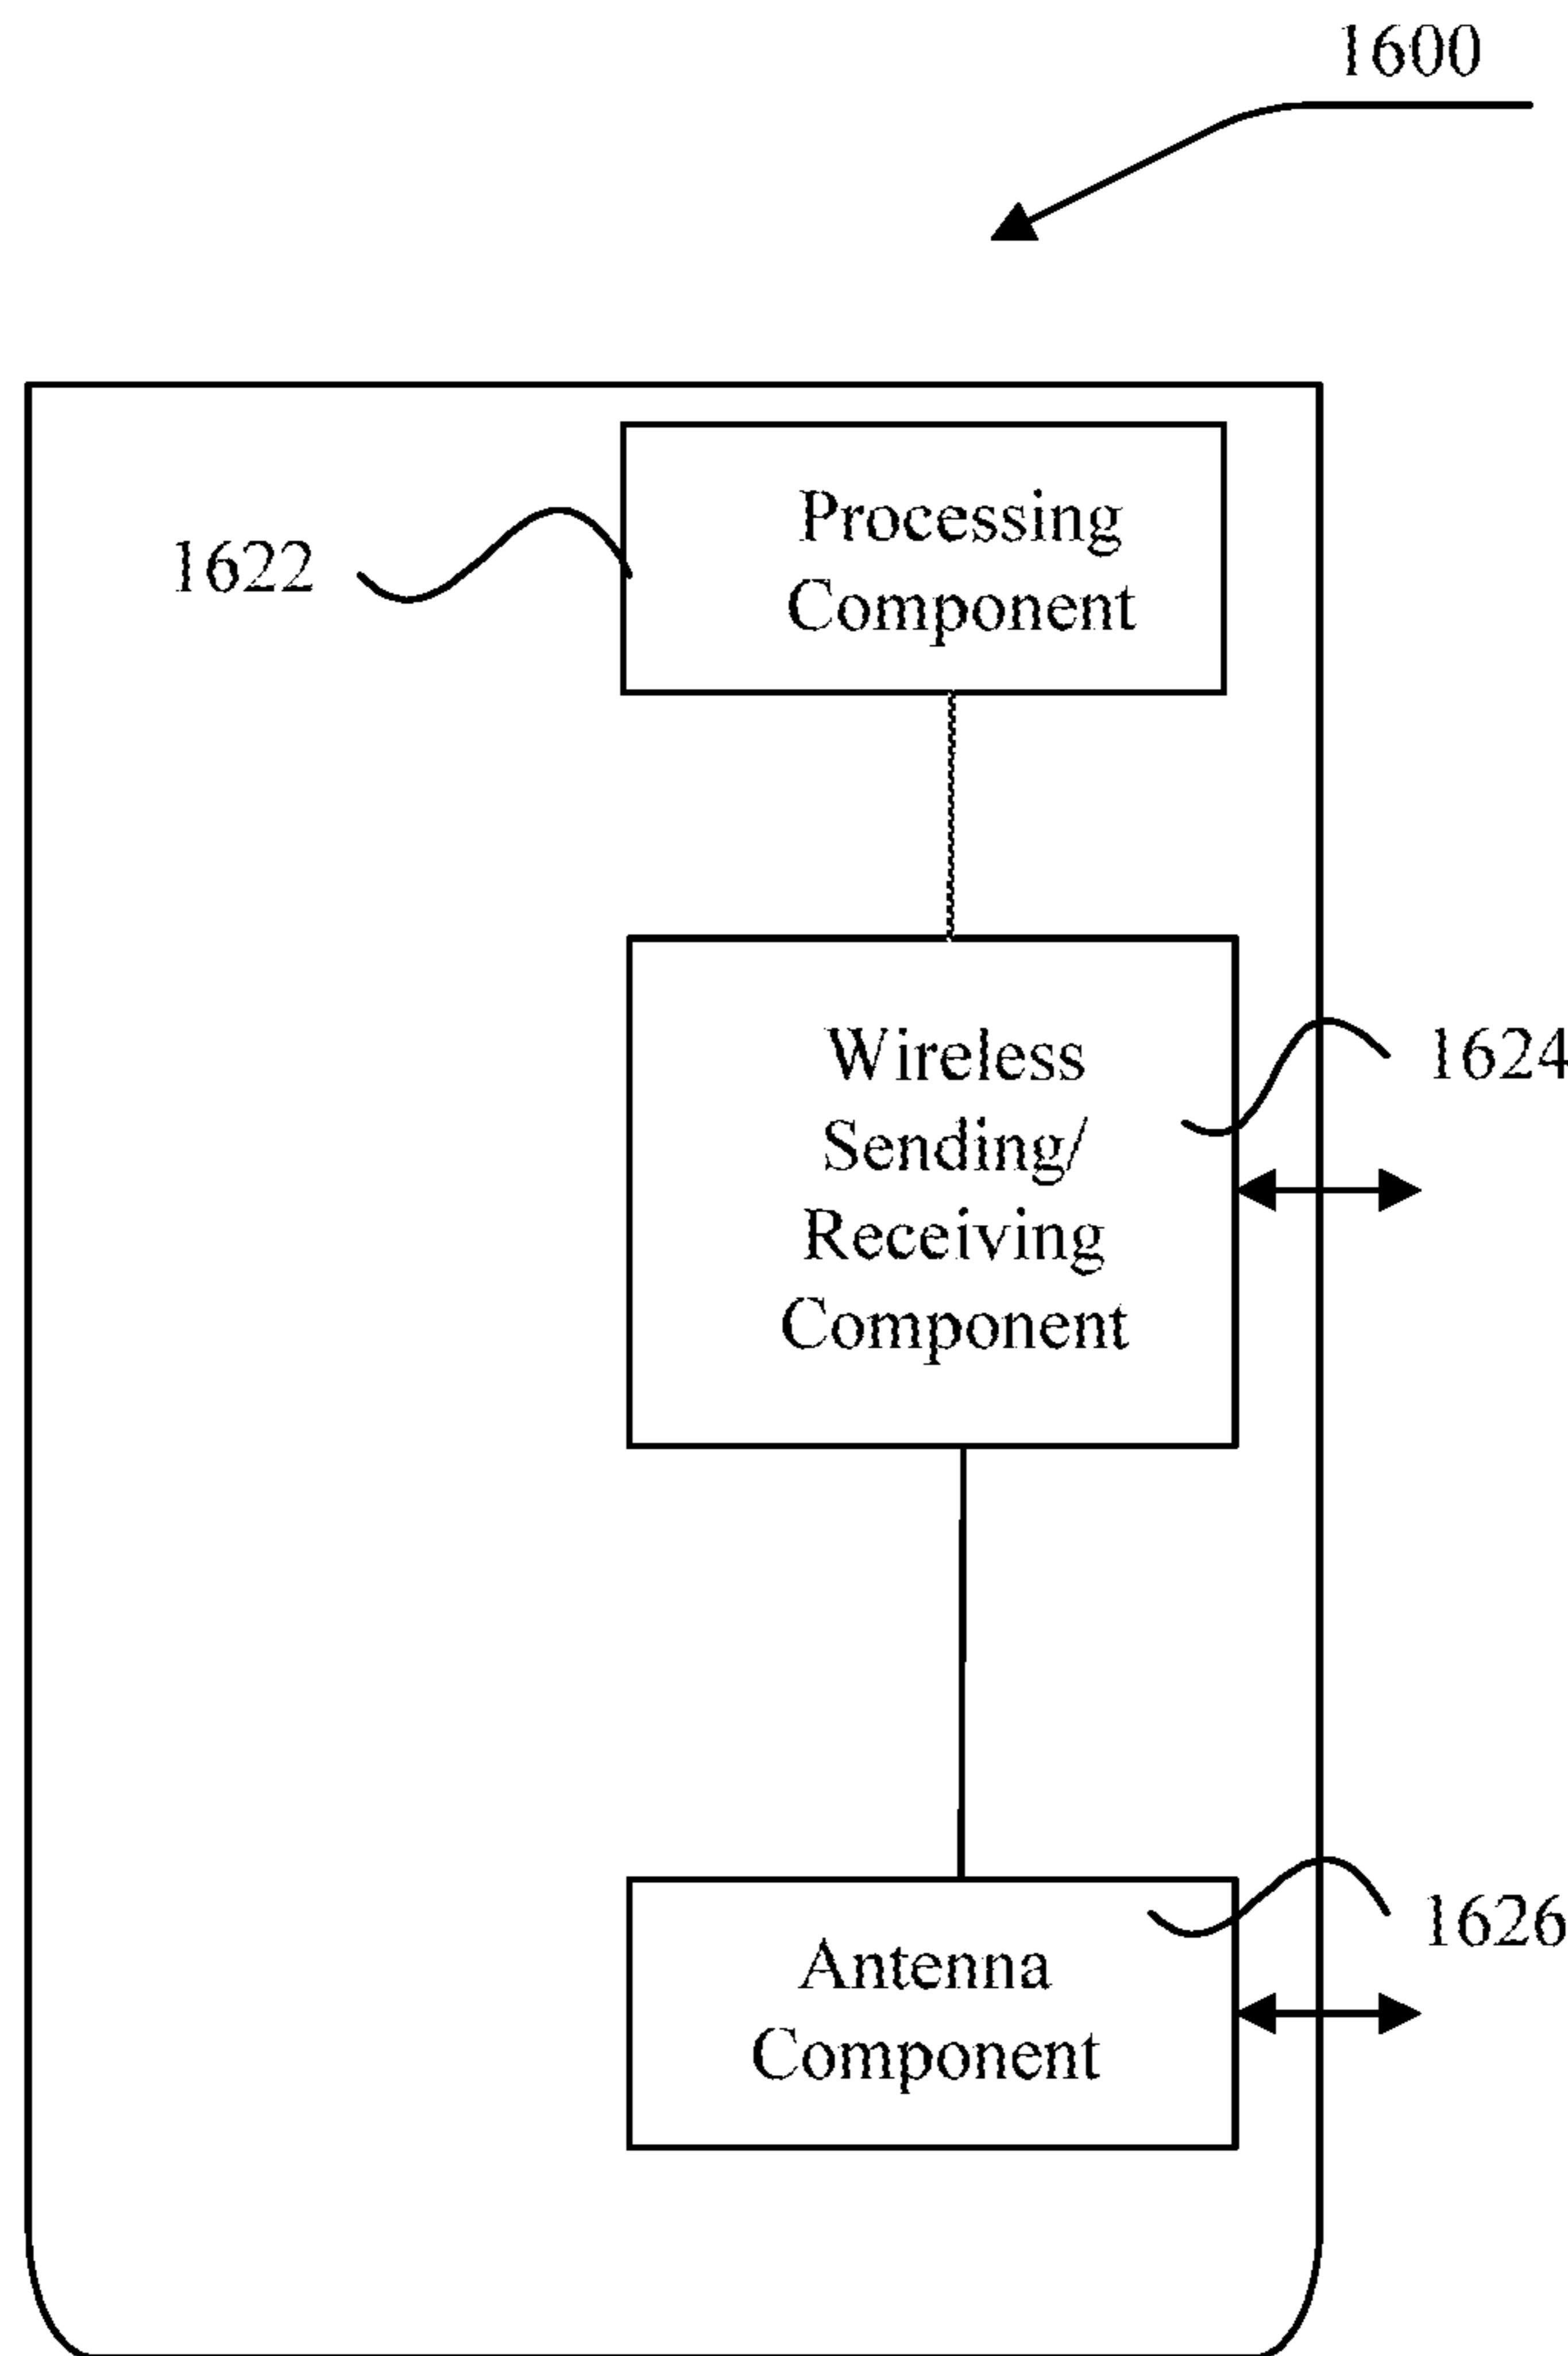 1600
Processing
Component
1622
Wireless
Sending/
Receiving
Component
1624
Antenna
Component
1626